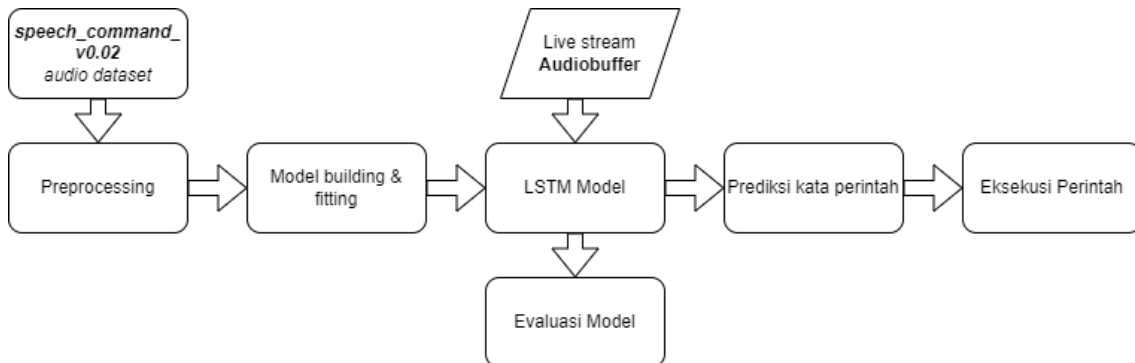 speech_command_
v0.02
audio dataset
Live stream
Audiobuffer
Preprocessing
Model building &
fitting
LSTM Model
Prediksi kata perintah
Eksekusi Perintah
Evaluasi Model